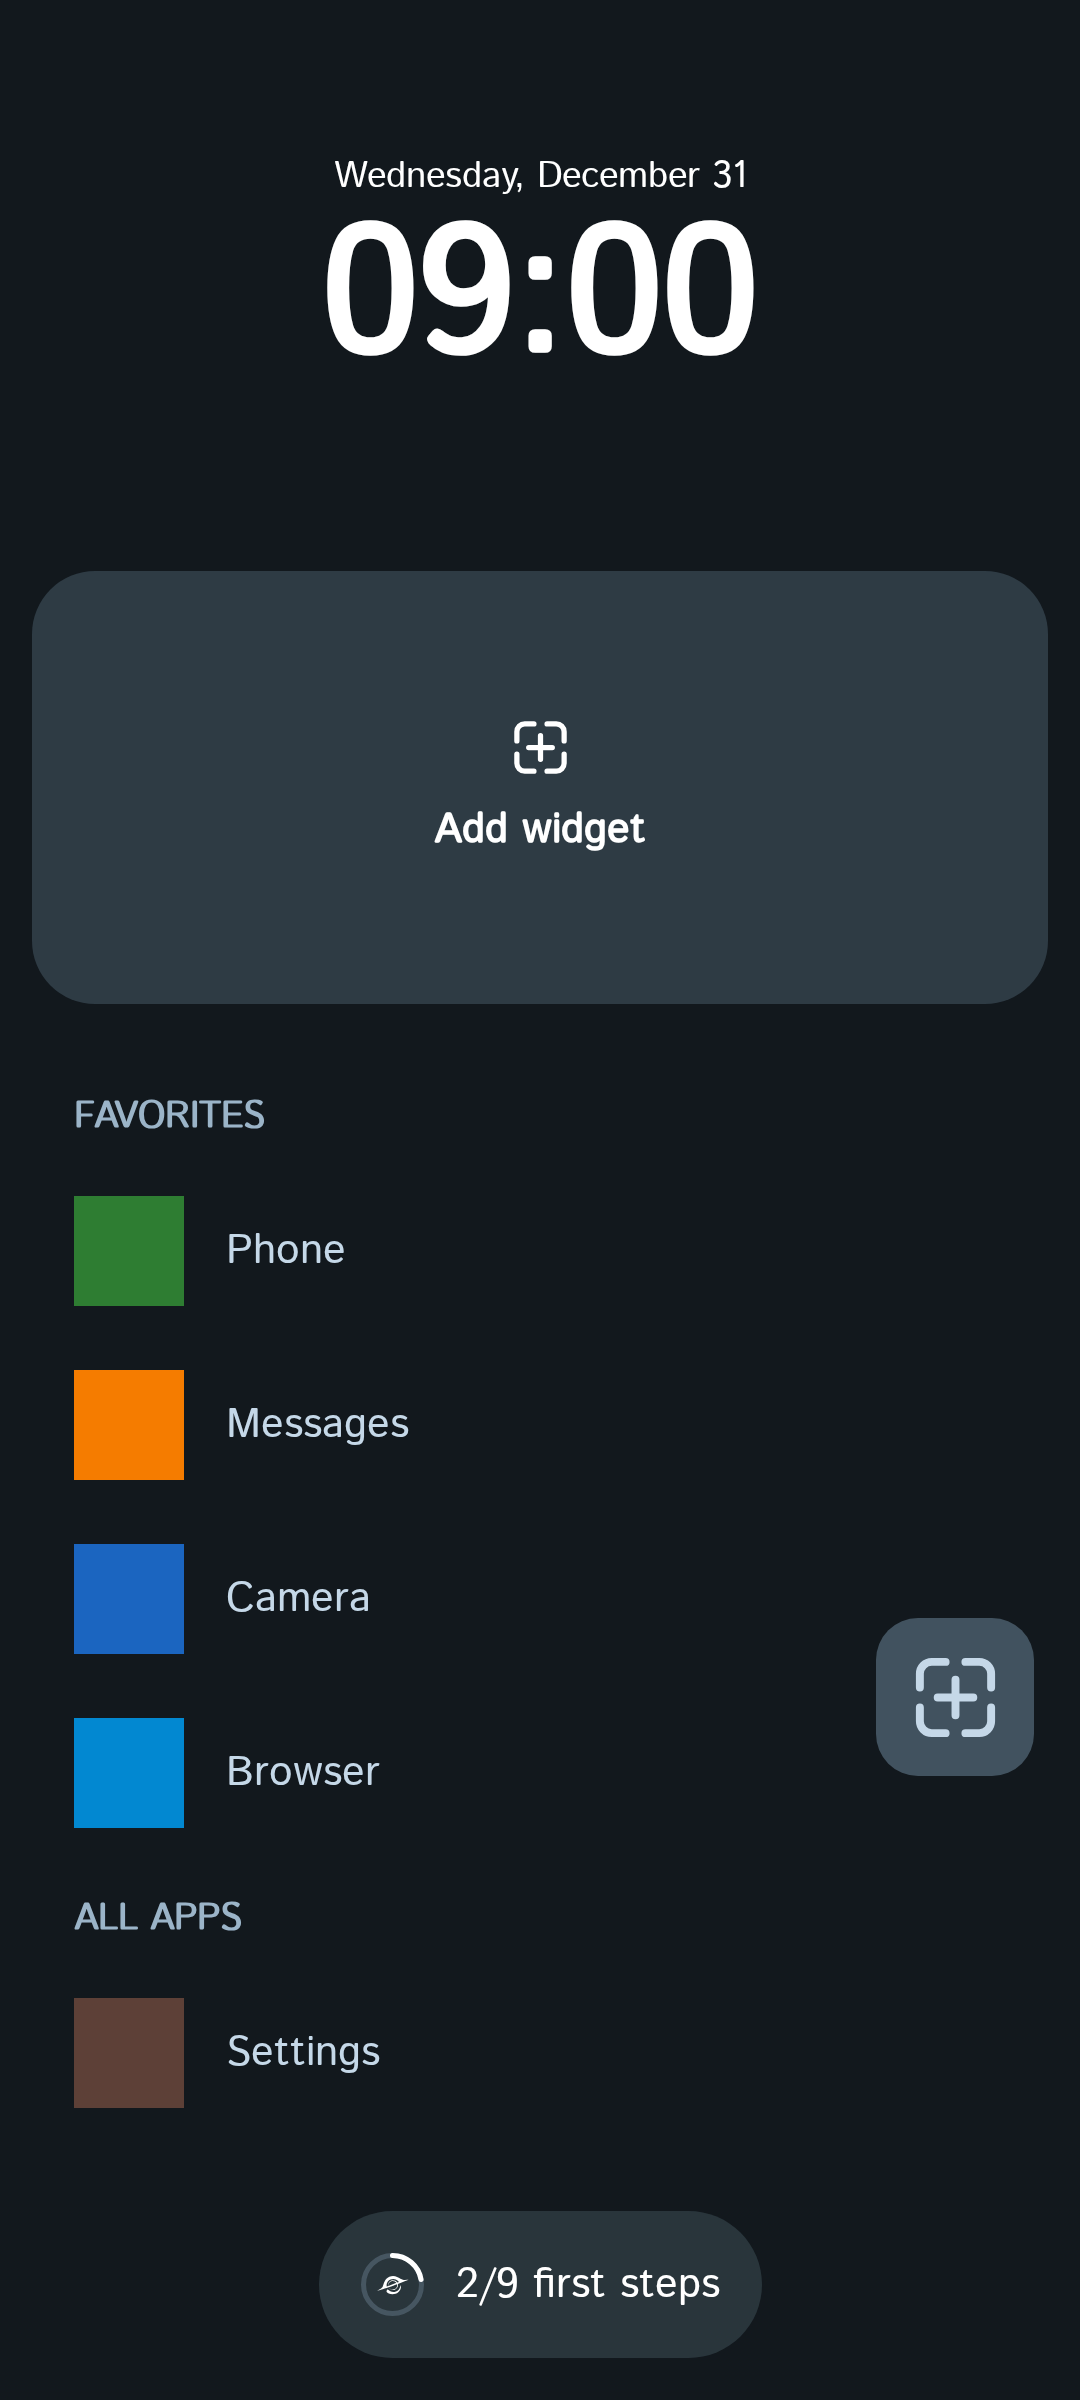 Wednesday, December 31
09:00
Add widget
FAVORITES
Phone
Messages
Camera
Browser
ALL APPS
Settings
2/9 first steps